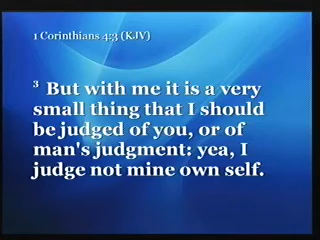 1 Corinthians 4:3 (KJV)
3 But with me it is a very
small thing that I should
be judged of you, or of
man's judgment: yea, I
judge not mine own self.